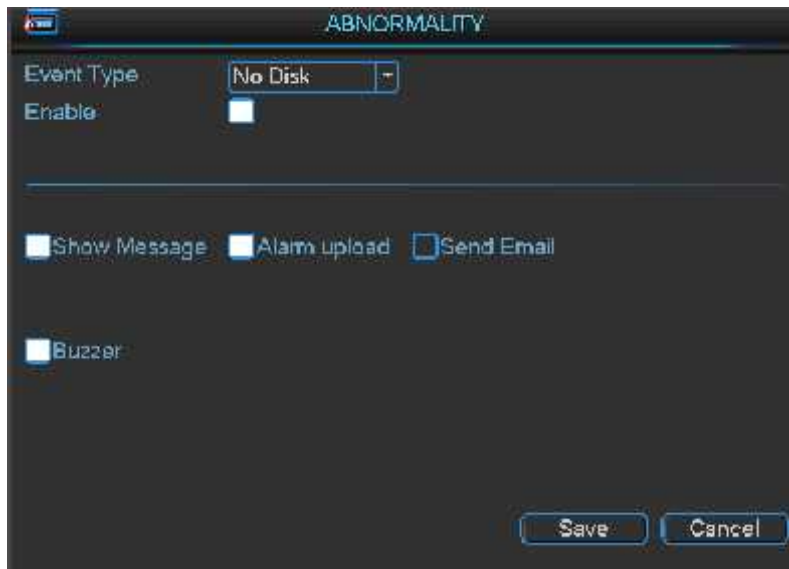 ABNORMALITY
Event Type No Disk
Enable
Show Message Alarm upload Send Email
Buzzer
Save Cancel